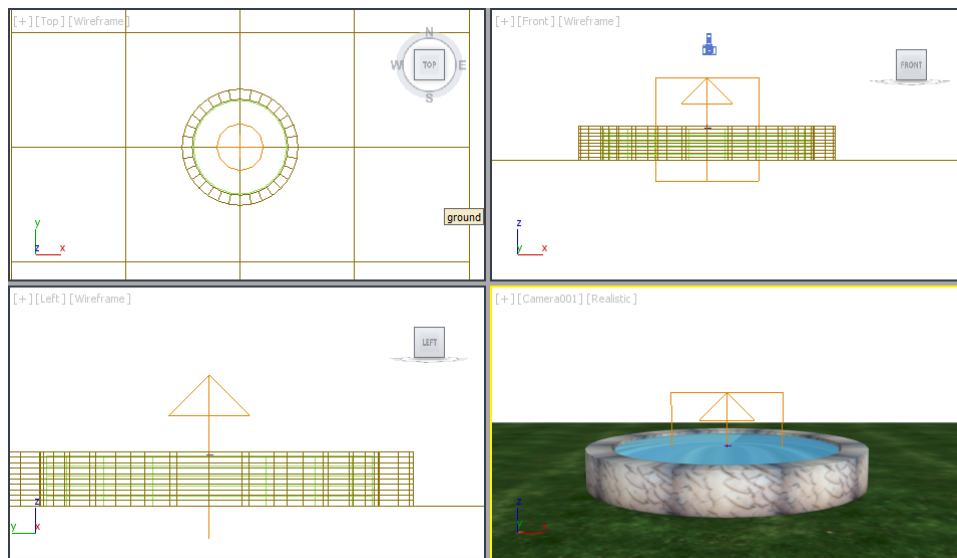 [+] [Top] [Wireframe]
N
W
TOP
E
S
ground
y
z
x
[+] [Front] [Wireframe]
FRONT
z
y
x
[+] [Left] [Wireframe]
LEFT
z
y
x
[+] [Camera001] [Realistic]
z
y
x